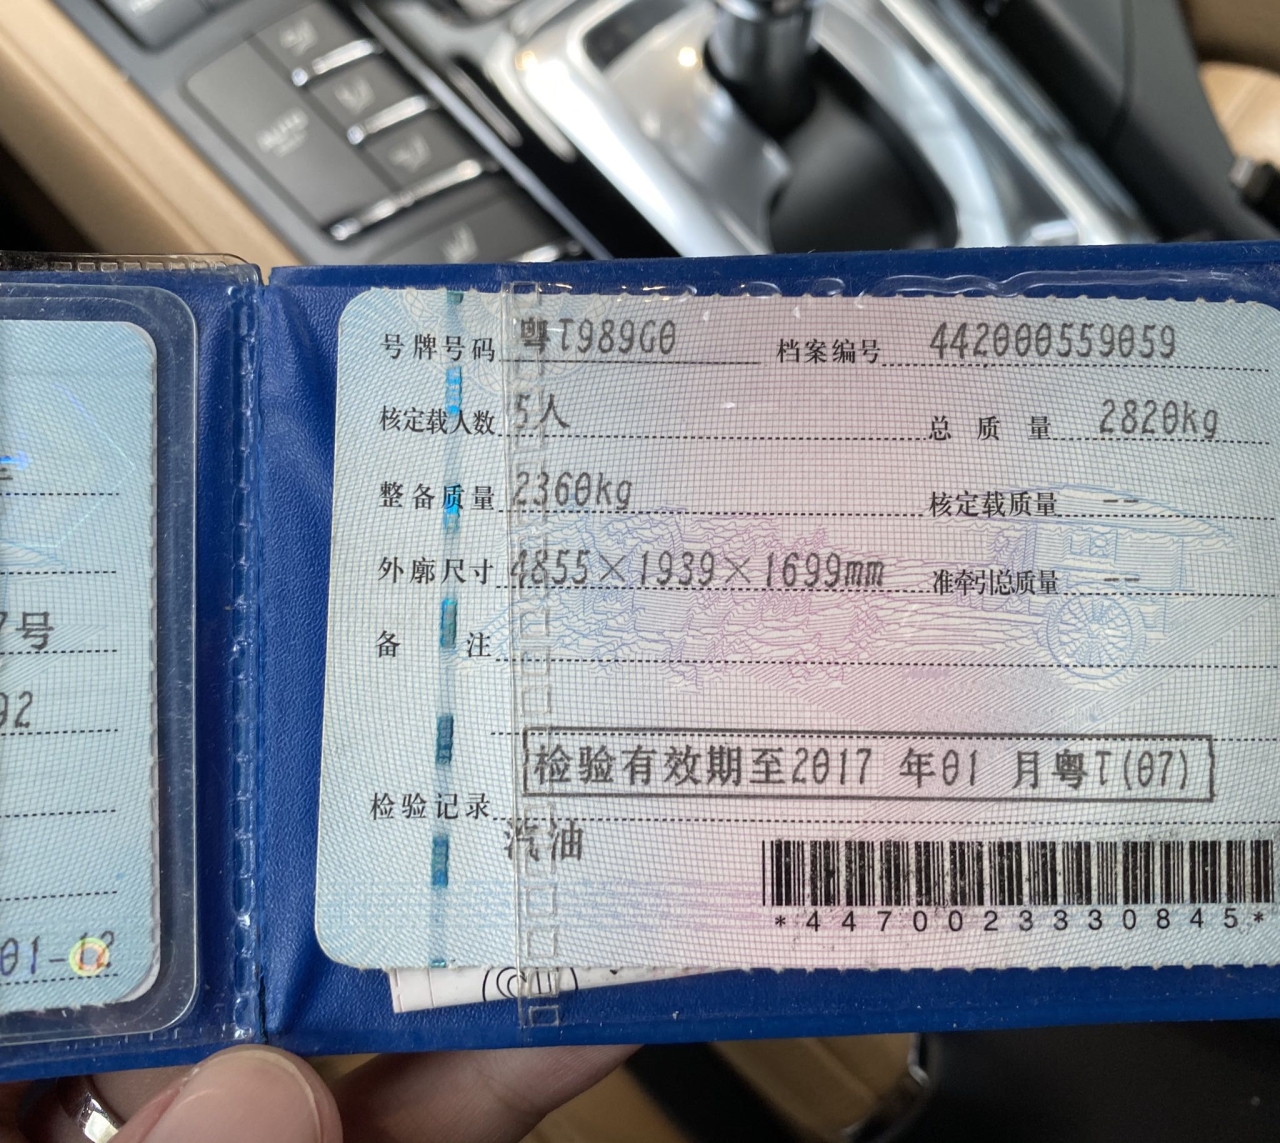 号牌号码 粤T989G0 档案编号 442000559059
核定载人数 5人 总质量 2820kg
整备质量 2360kg 核定载质量 --
外廓尺寸 4855×1939×1699mm 准牵引总质量 --
备注
检验有效期至2017 年01 月粤T(07)
检验记录
汽油
*4470023330845*
号
92
01-12